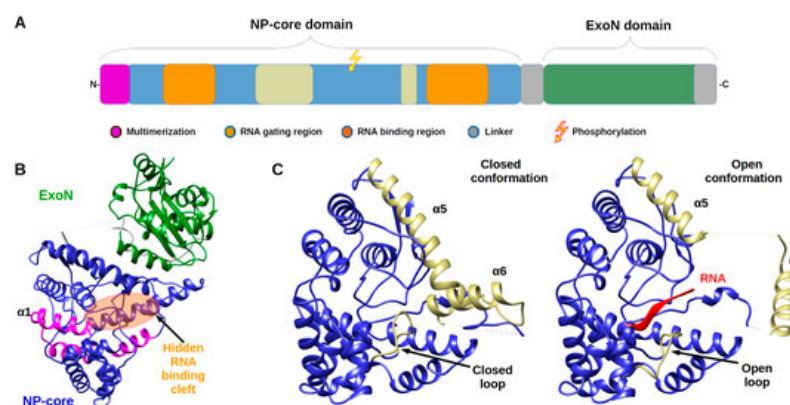 A
NP-core domain
ExoN domain
N-
-C
Multimerization
RNA gating region
RNA binding region
Linker
Phosphorylation
B
ExoN
α1
Hidden
RNA
binding
cleft
NP-core
C
Closed
conformation
α5
α6
Closed
loop
Open
conformation
α5
RNA
Open
loop